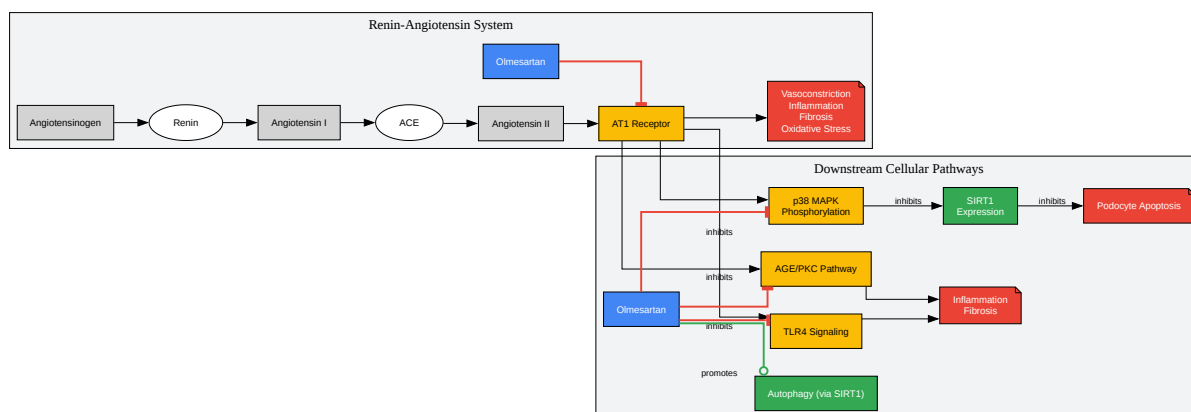 Renin-Angiotensin System
Olmesartan
Angiotensinogen
Renin
Angiotensin I
ACE
Angiotensin II
AT1 Receptor
Vasoconstriction
Inflammation
Fibrosis
Oxidative Stress
Downstream Cellular Pathways
p38 MAPK
Phosphorylation
inhibits
SIRT1
Expression
inhibits
Podocyte Apoptosis
inhibits
AGE/PKC Pathway
inhibits
Olmesartan
Inflammation
Fibrosis
inhibits
TLR4 Signaling
promotes
Autophagy (via SIRT1)